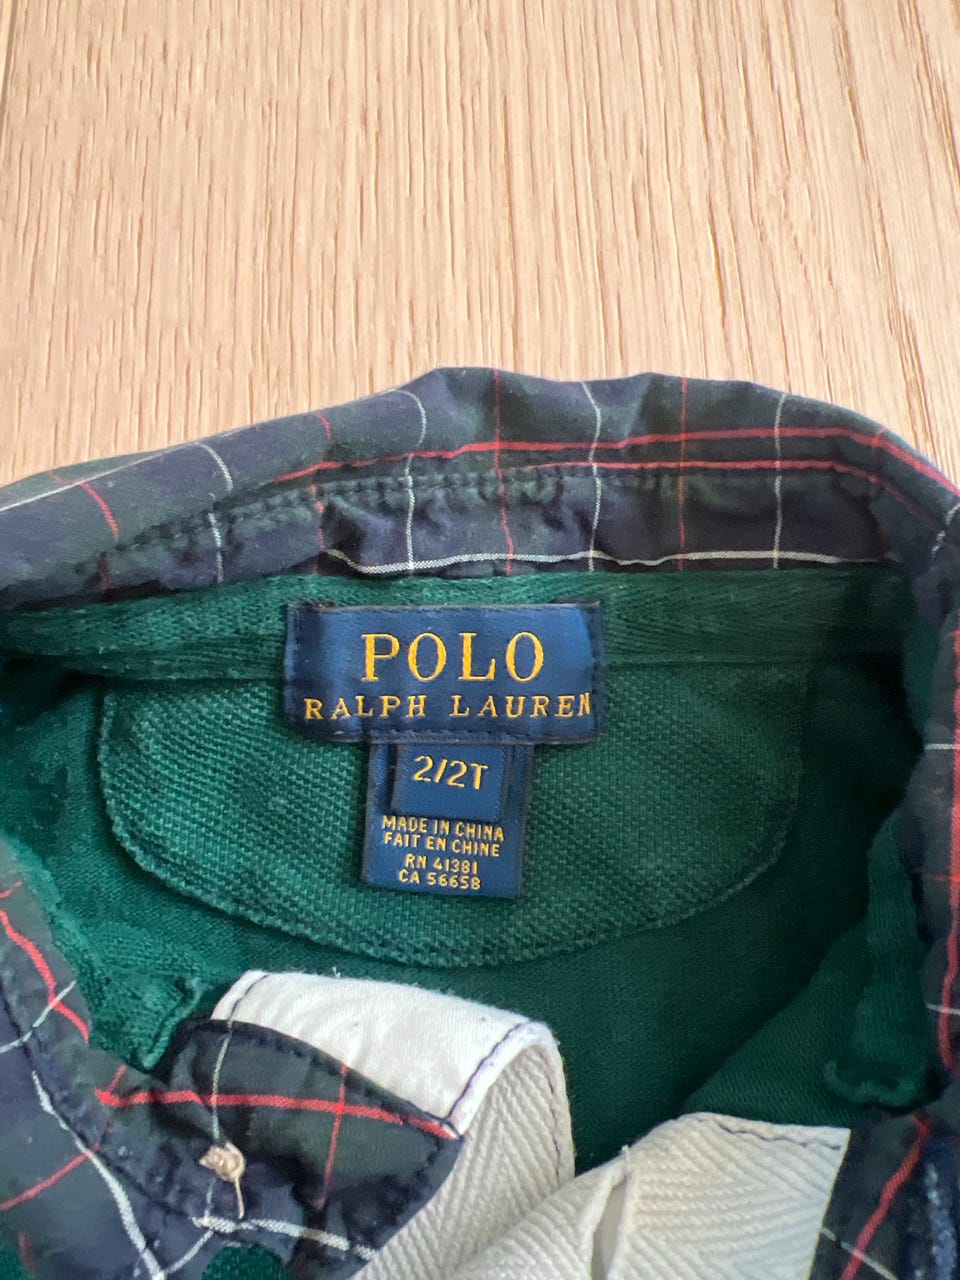 POLO
RALPH LAUREN
2/2T
MADE IN CHINA
FAIT EN CHINE
RN 41381
CA 56658